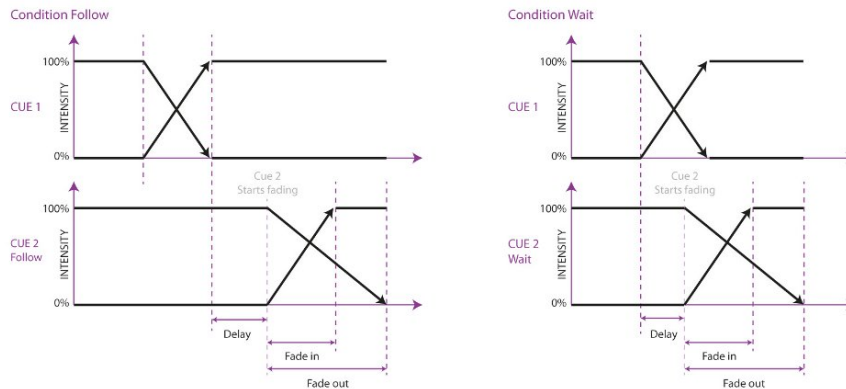 Condition Follow
100%
CUE 1
INTENSITY
0%
Cue 2
Starts fading
100%
CUE 2
Follow
INTENSITY
0%
Delay
Fade in
Fade out
Condition Wait
100%
CUE 1
INTENSITY
0%
Cue 2
Starts fading
100%
CUE 2
Wait
INTENSITY
0%
Delay
Fade in
Fade out